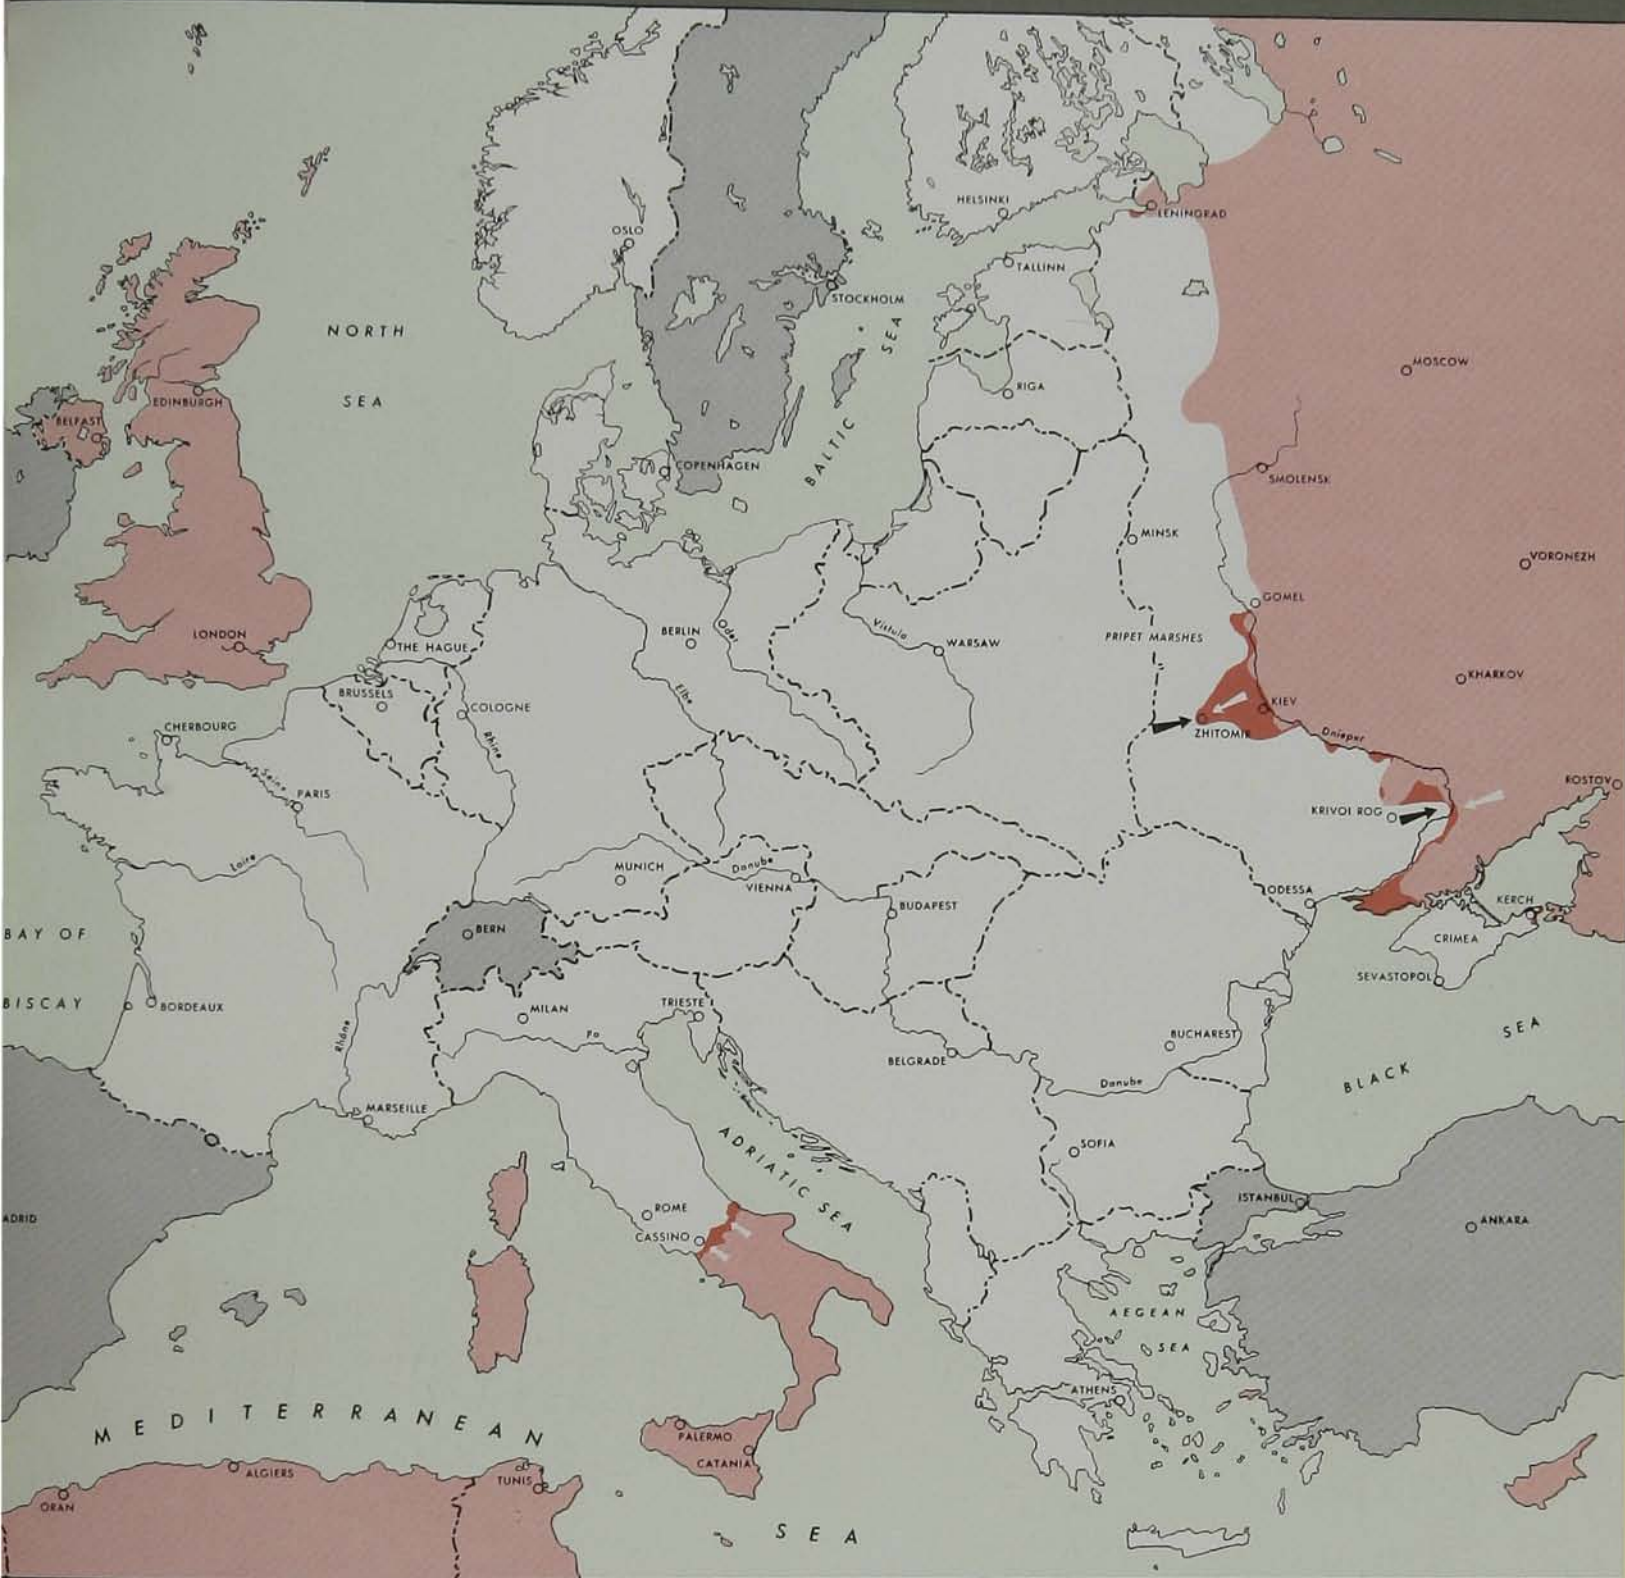 HELSINKI
LENINGRAD
OSLO
TALLINN
STOCKHOLM
NORTH
SEA
BALTIC SEA
MOSCOW
RIGA
EDINBURGH
BELFAST
COPENHAGEN
SMOLENSK
MINSK
VORONEZH
GOMEL
LONDON
BERLIN
Oder
Vistula
PRIPET MARSHES
THE HAGUE
WARSAW
KHARKOV
BRUSSELS
Elbe
COLOGNE
KIEV
CHERBOURG
ZHITOMIR
Rhine
Dnieper
Seine
ROSTOV
PARIS
KRIVOI ROG
Loire
MUNICH
Danube
VIENNA
ODESSA
BUDAPEST
KERCH
BERN
BAY OF
CRIMEA
SEVASTOPOL
BISCAY
BORDEAUX
MILAN
TRIESTE
Rhône
Po
BUCHAREST
BELGRADE
BLACK SEA
Danube
MARSEILLE
SOFIA
ADRIATIC SEA
ISTANBUL
ROME
ADRID
ANKARA
CASSINO
AEGEAN
SEA
ATHENS
MEDITERRANEAN
PALERMO
CATANIA
ALGIERS
TUNIS
ORAN
SEA